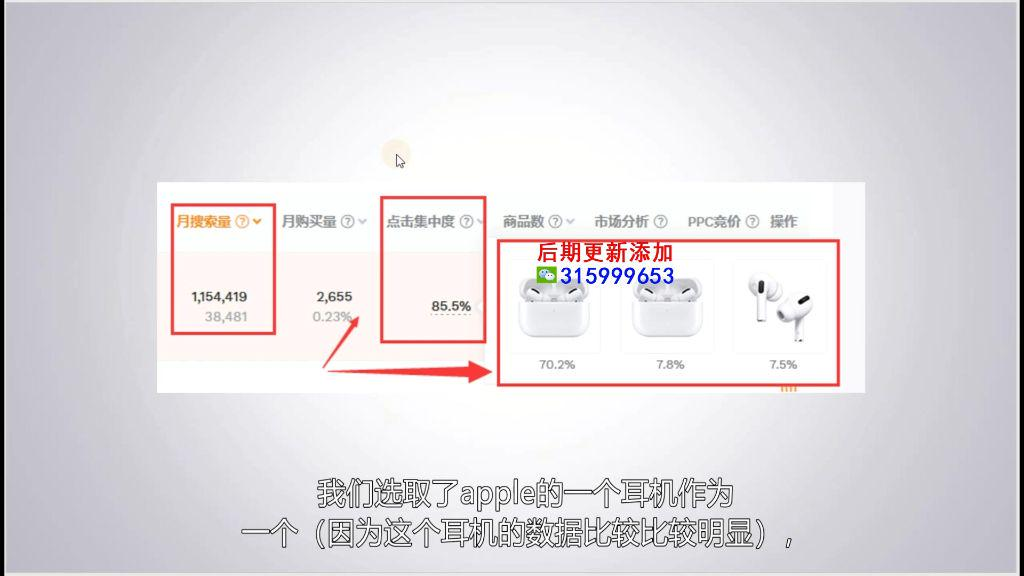 月搜索量 月购买量 点击集中度 商品数 市场分析 PPC竞价 操作
后期更新添加
315999653
1,154,419 2,655 85.5%
38,481 0.23%
70.2% 7.8% 7.5%
我们选取了apple的一个耳机作为
一个（因为这个耳机的数据比较比较明显），